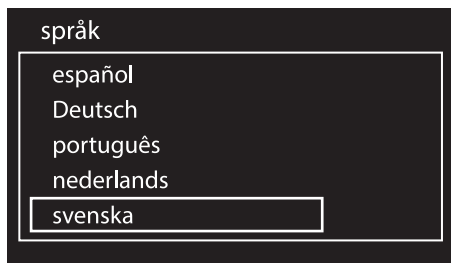 språk
español
Deutsch
português
nederlands
svenska